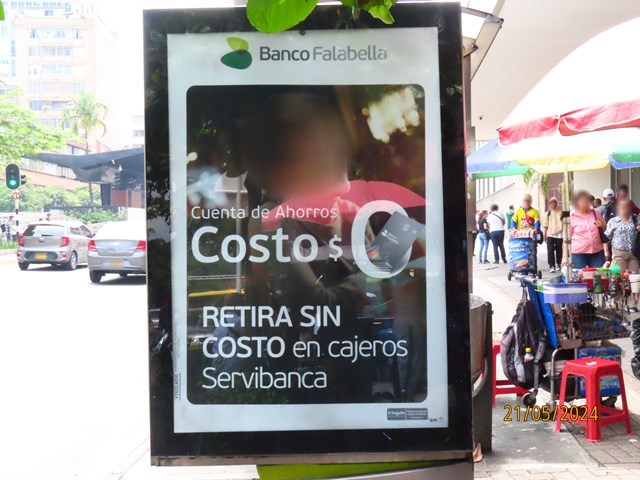 Banco Falabella
Cuenta de Ahorros
Costo $0
RETIRA SIN
COSTO en cajeros
Servibanca
21/05/2024